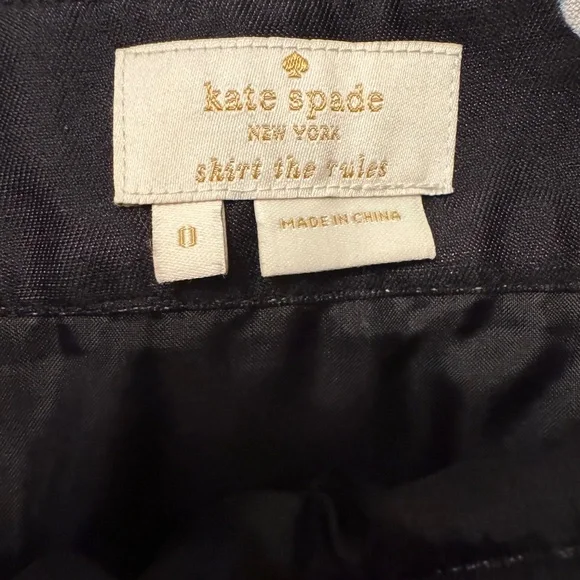 kate spade
NEW YORK
skirt the rules
0
MADE IN CHINA